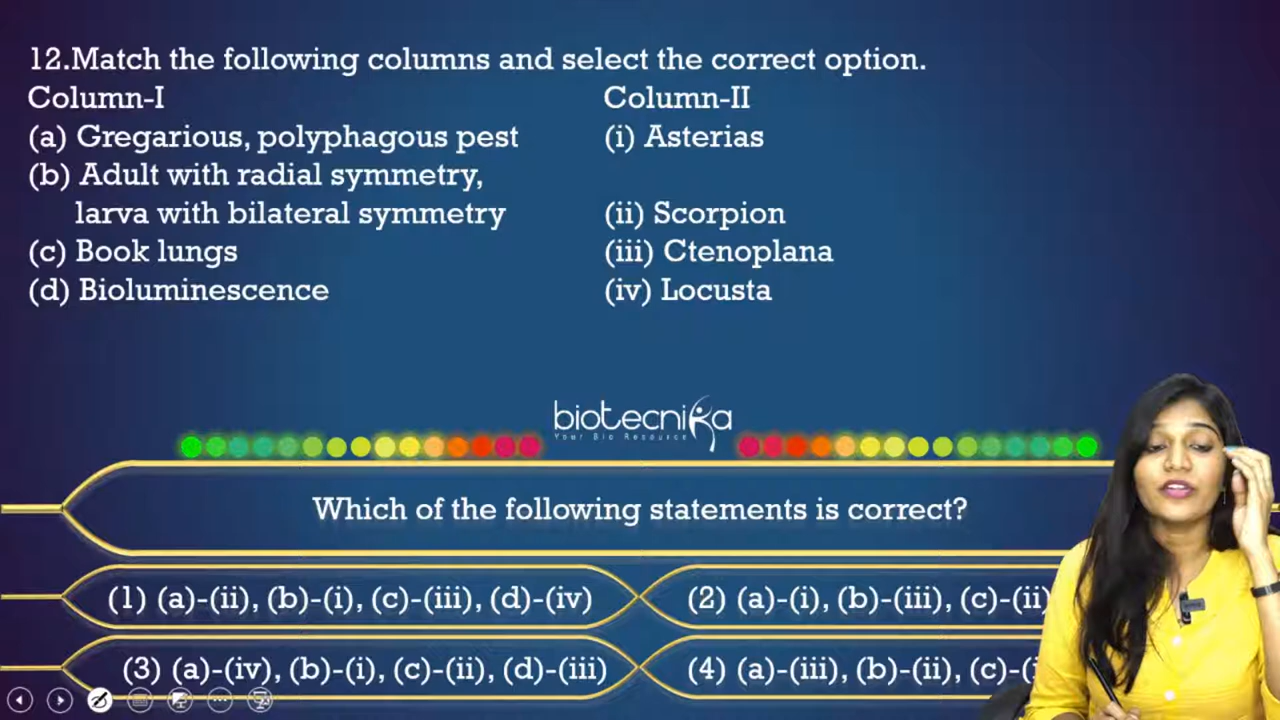 12.Match the following columns and select the correct option.
Column-I Column-II
(a) Gregarious, polyphagous pest (i) Asterias
(b) Adult with radial symmetry,
larva with bilateral symmetry (ii) Scorpion
(c) Book lungs (iii) Ctenoplana
(d) Bioluminescence (iv) Locusta
biotecnika
Your Bio Resource
Which of the following statements is correct?
(1) (a)-(ii), (b)-(i), (c)-(iii), (d)-(iv) (2) (a)-(i), (b)-(iii), (c)-(ii)
(3) (a)-(iv), (b)-(i), (c)-(ii), (d)-(iii) (4) (a)-(iii), (b)-(ii), (c)-